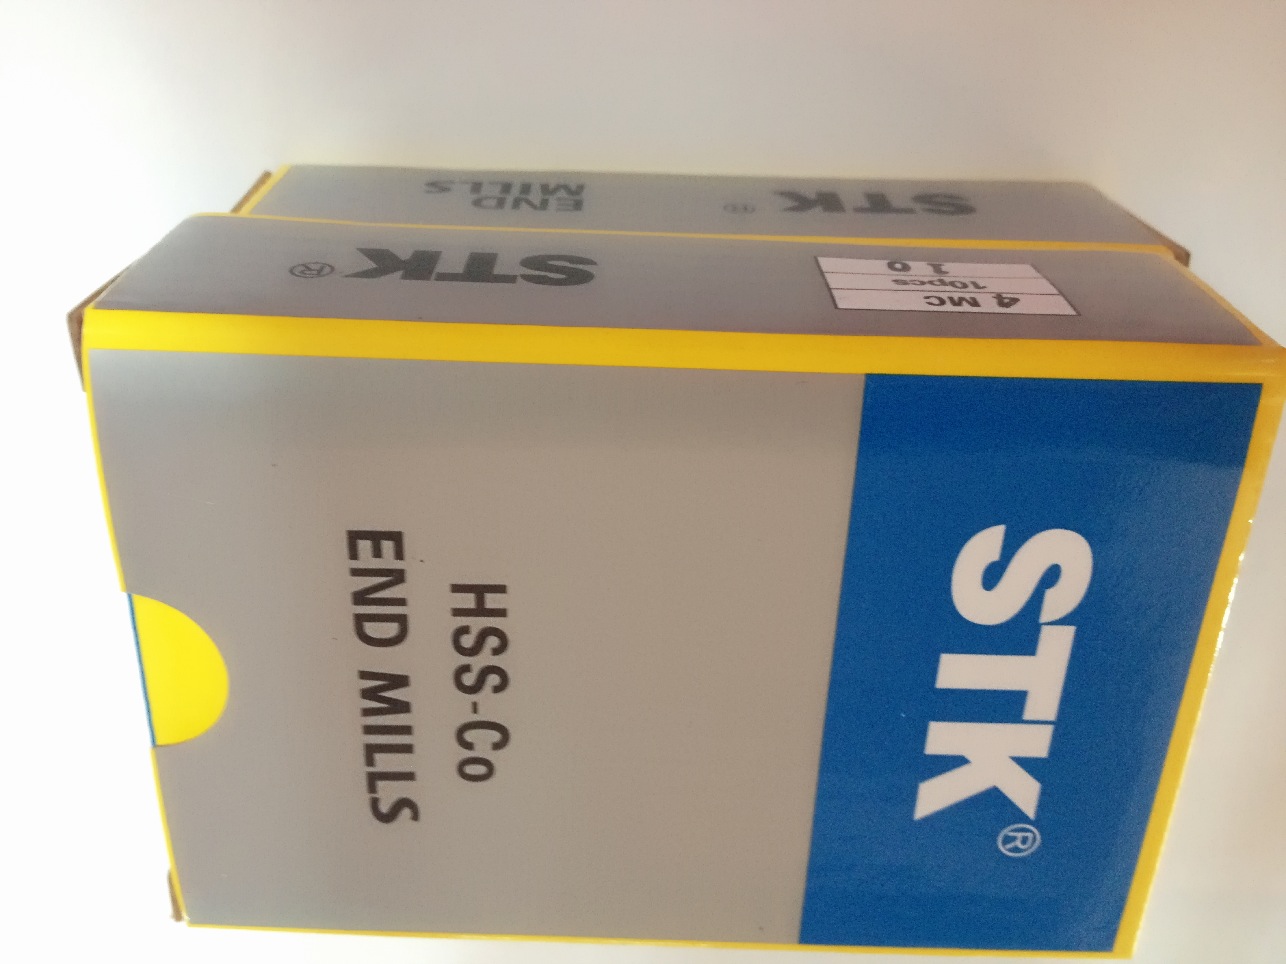 STK®
HSS-Co
END MILLS
STK®
4 MC
10pcs
10
STK®
END
MILLS